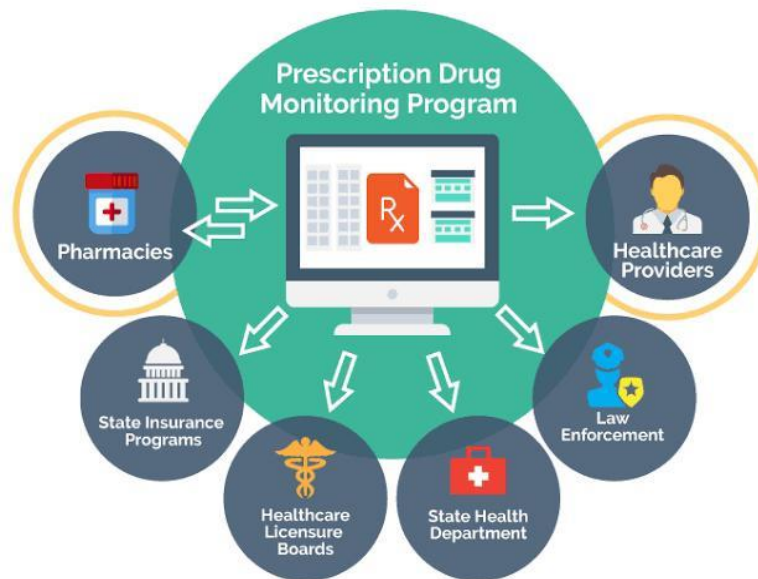 Prescription Drug
Monitoring Program
Rx
Pharmacies
Healthcare
Providers
State Insurance
Programs
Law
Enforcement
Healthcare
Licensure
Boards
State Health
Department